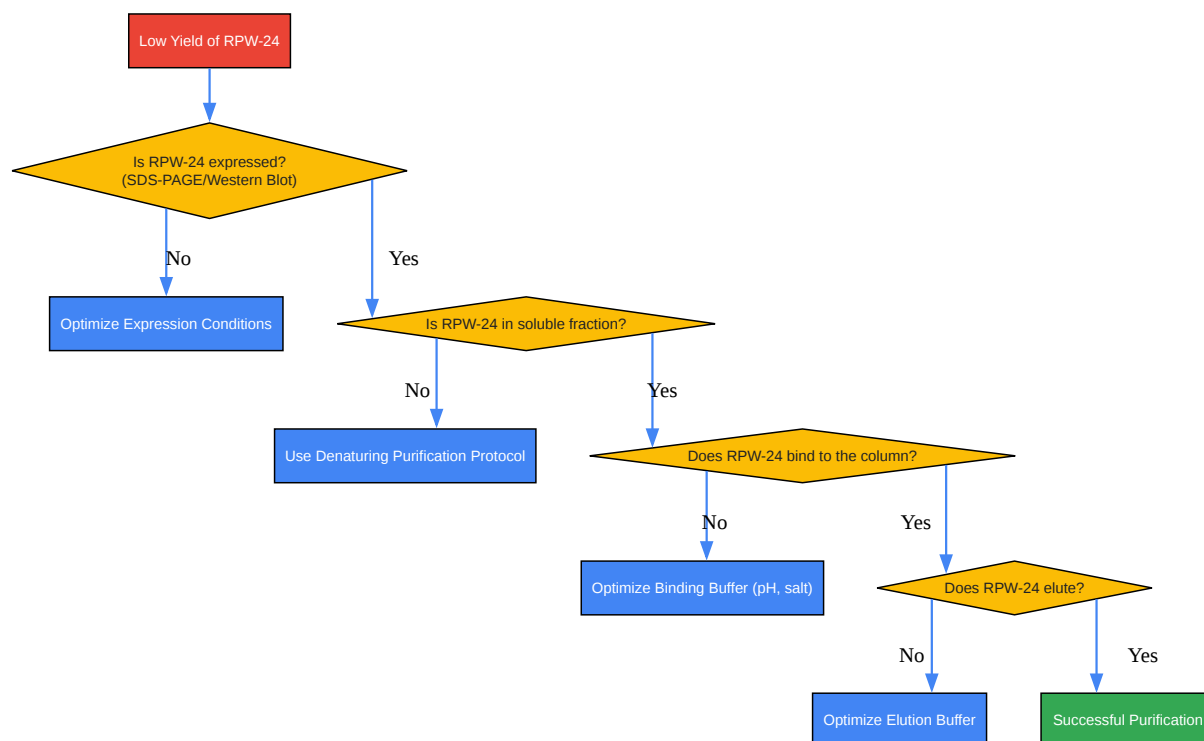 Low Yield of RPW-24
Is RPW-24 expressed?
(SDS-PAGE/Western Blot)
No
Yes
Optimize Expression Conditions
Is RPW-24 in soluble fraction?
No
Yes
Use Denaturing Purification Protocol
Does RPW-24 bind to the column?
No
Yes
Optimize Binding Buffer (pH, salt)
Does RPW-24 elute?
No
Yes
Optimize Elution Buffer
Successful Purification